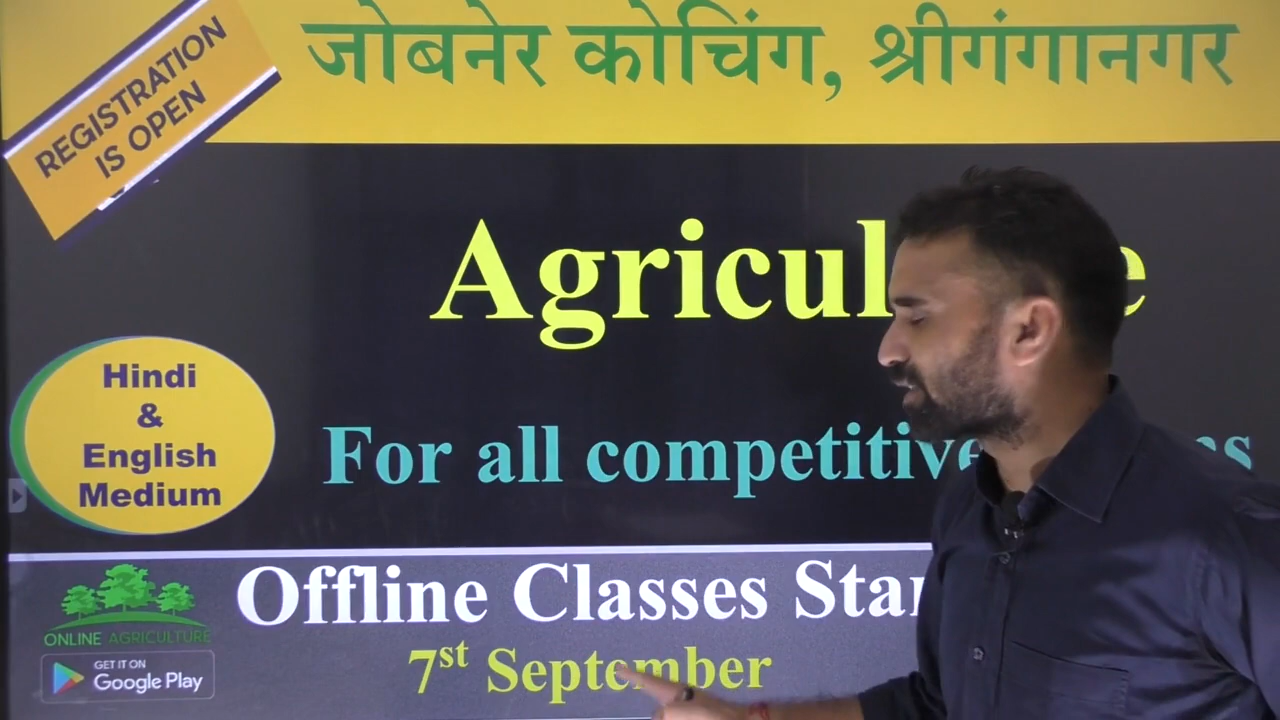 REGISTRATION
IS OPEN
जोबनेर कोचिंग, श्रीगंगानगर
Hindi
&
English
Medium
For all competitive
Offline Classes
7st September
ONLINE AGRICULTURE
GET IT ON
Google Play